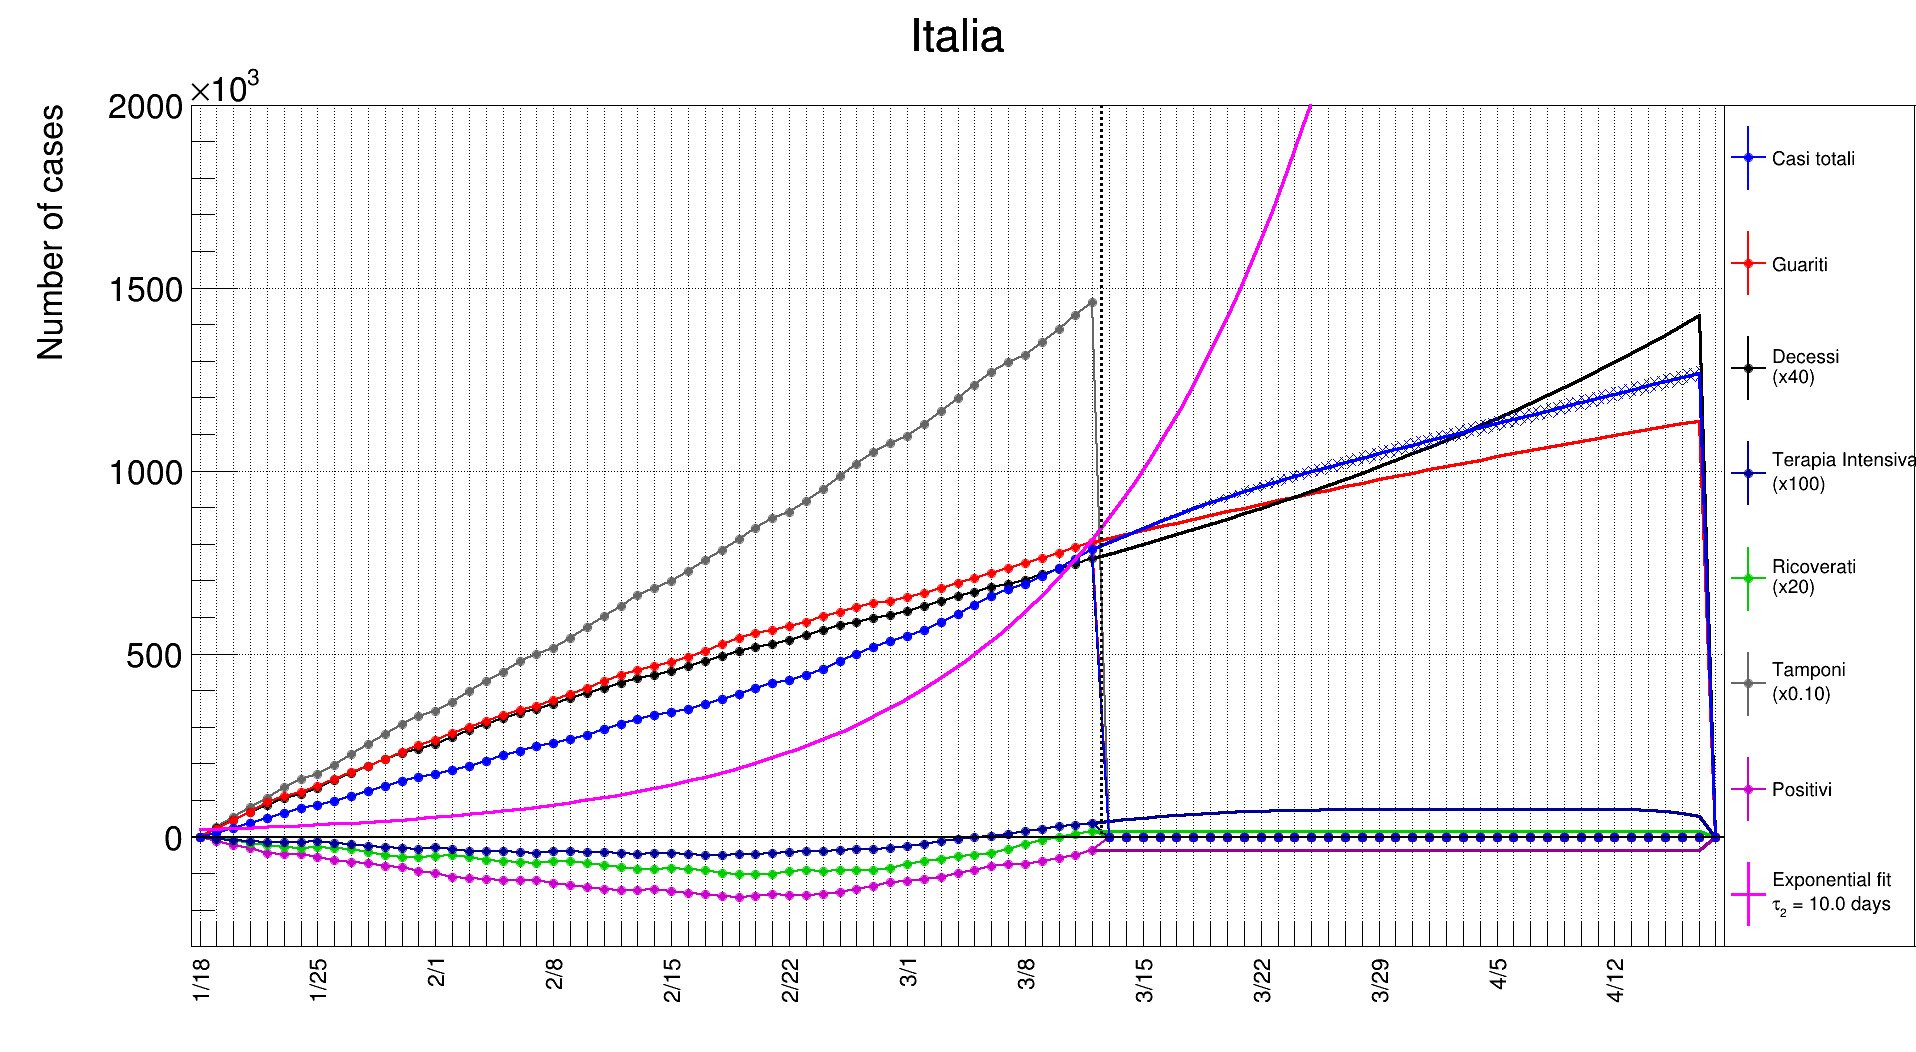 Italia
×10³
Number of cases
2000
1500
1000
500
0
1/18
1/25
2/1
2/8
2/15
2/22
3/1
3/8
3/15
3/22
3/29
4/5
4/12
Casi totali
Guariti
Decessi
(x40)
Terapia Intensiva
(x100)
Ricoverati
(x20)
Tamponi
(x0.10)
Positivi
Exponential fit
τ₂ = 10.0 days